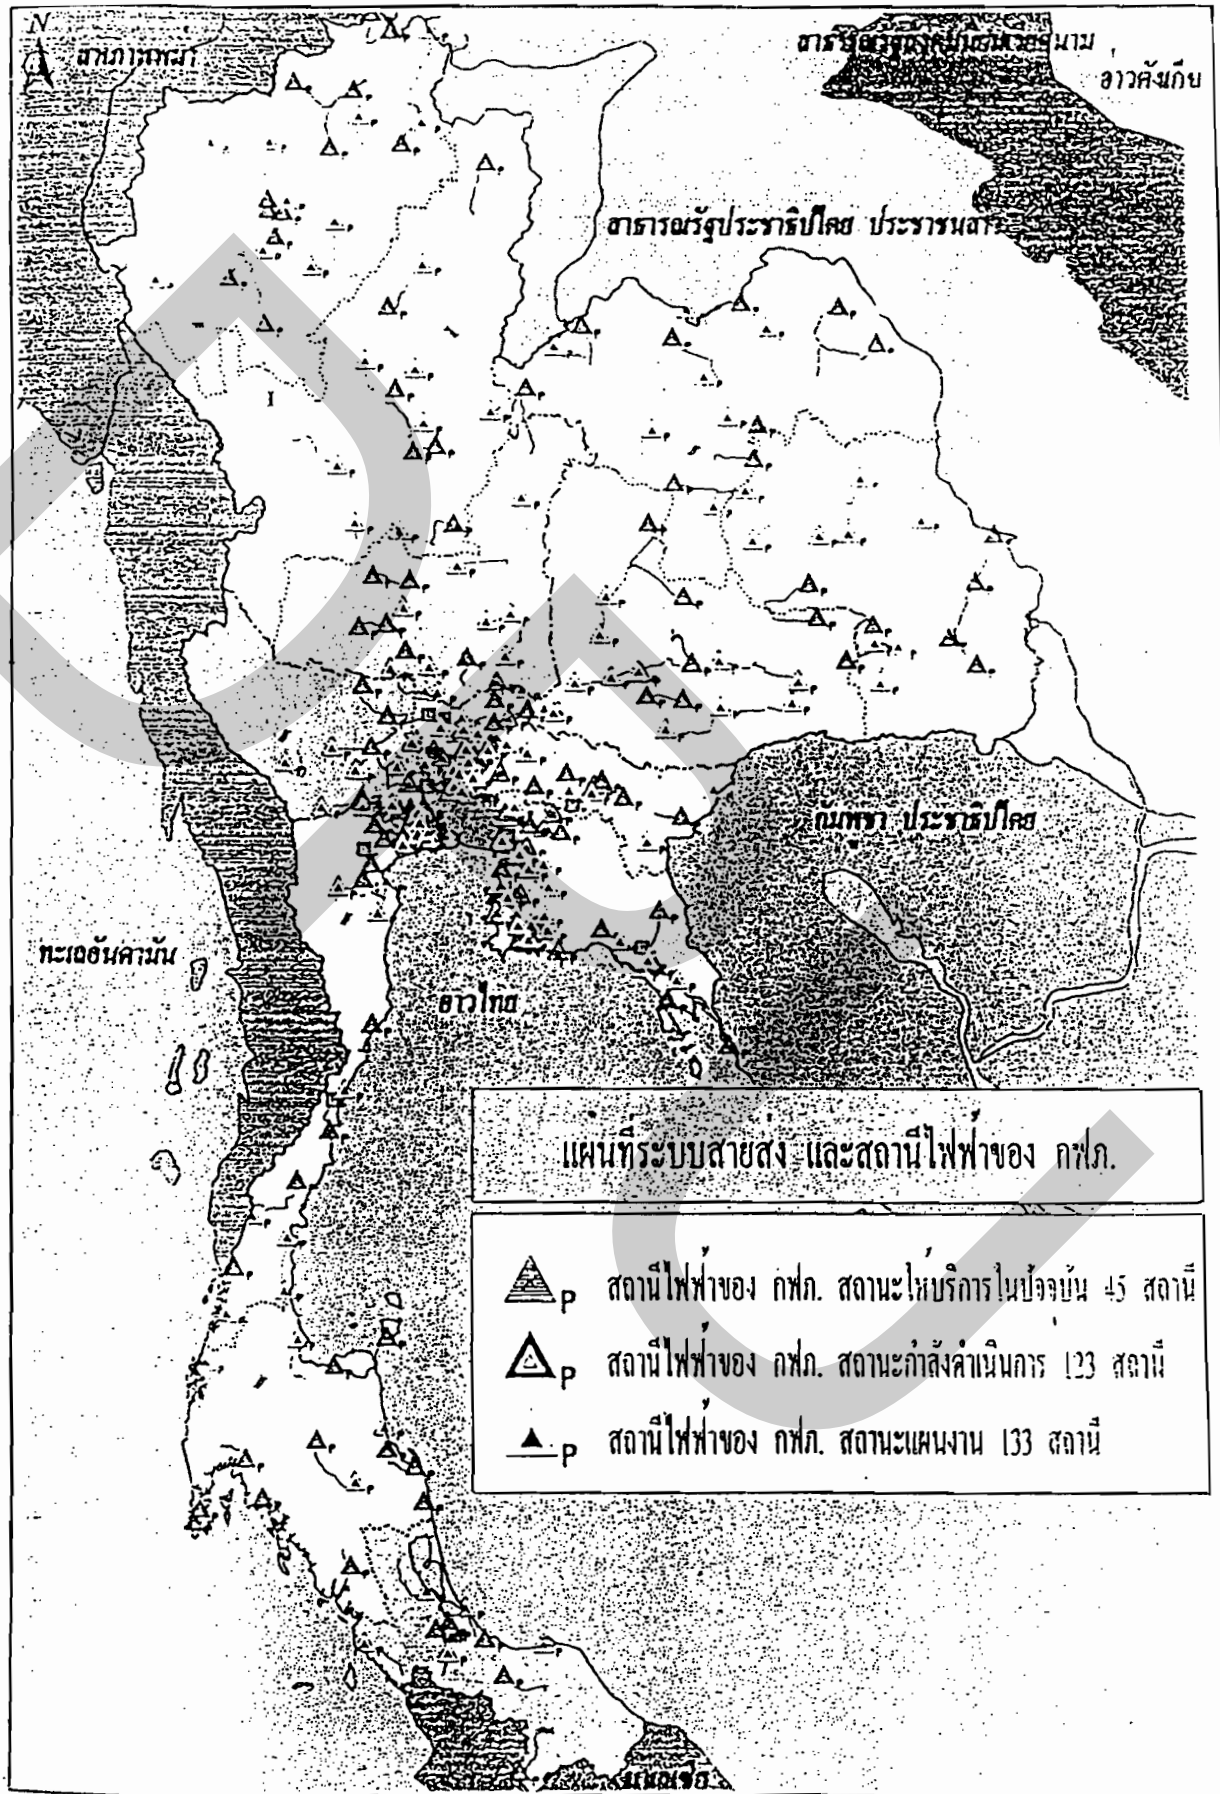 N
สหภาพพม่า
อ่าวตังเกี๋ย
สาธารณรัฐประชาธิปไตย ประชาชนลาว
กัมพูชา ประชาธิปไตย
ทะเลอันดามัน
อ่าวไทย
แผนที่ระบบสายส่ง และสถานีไฟฟ้าของ กฟภ.
P สถานีไฟฟ้าของ กฟภ. สถานะให้บริการในปัจจุบัน 45 สถานี
P สถานีไฟฟ้าของ กฟภ. สถานะกำลังดำเนินการ 123 สถานี
P สถานีไฟฟ้าของ กฟภ. สถานะแผนงาน 133 สถานี
มาเลเซีย